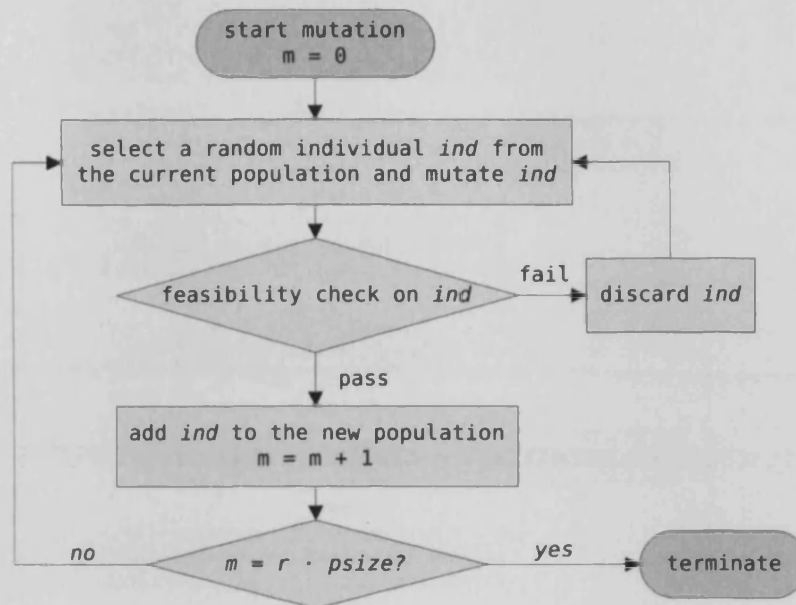 start mutation
m = 0
select a random individual ind from
the current population and mutate ind
feasibility check on ind
fail
discard ind
pass
add ind to the new population
m = m + 1
m = r · psize?
no
yes
terminate